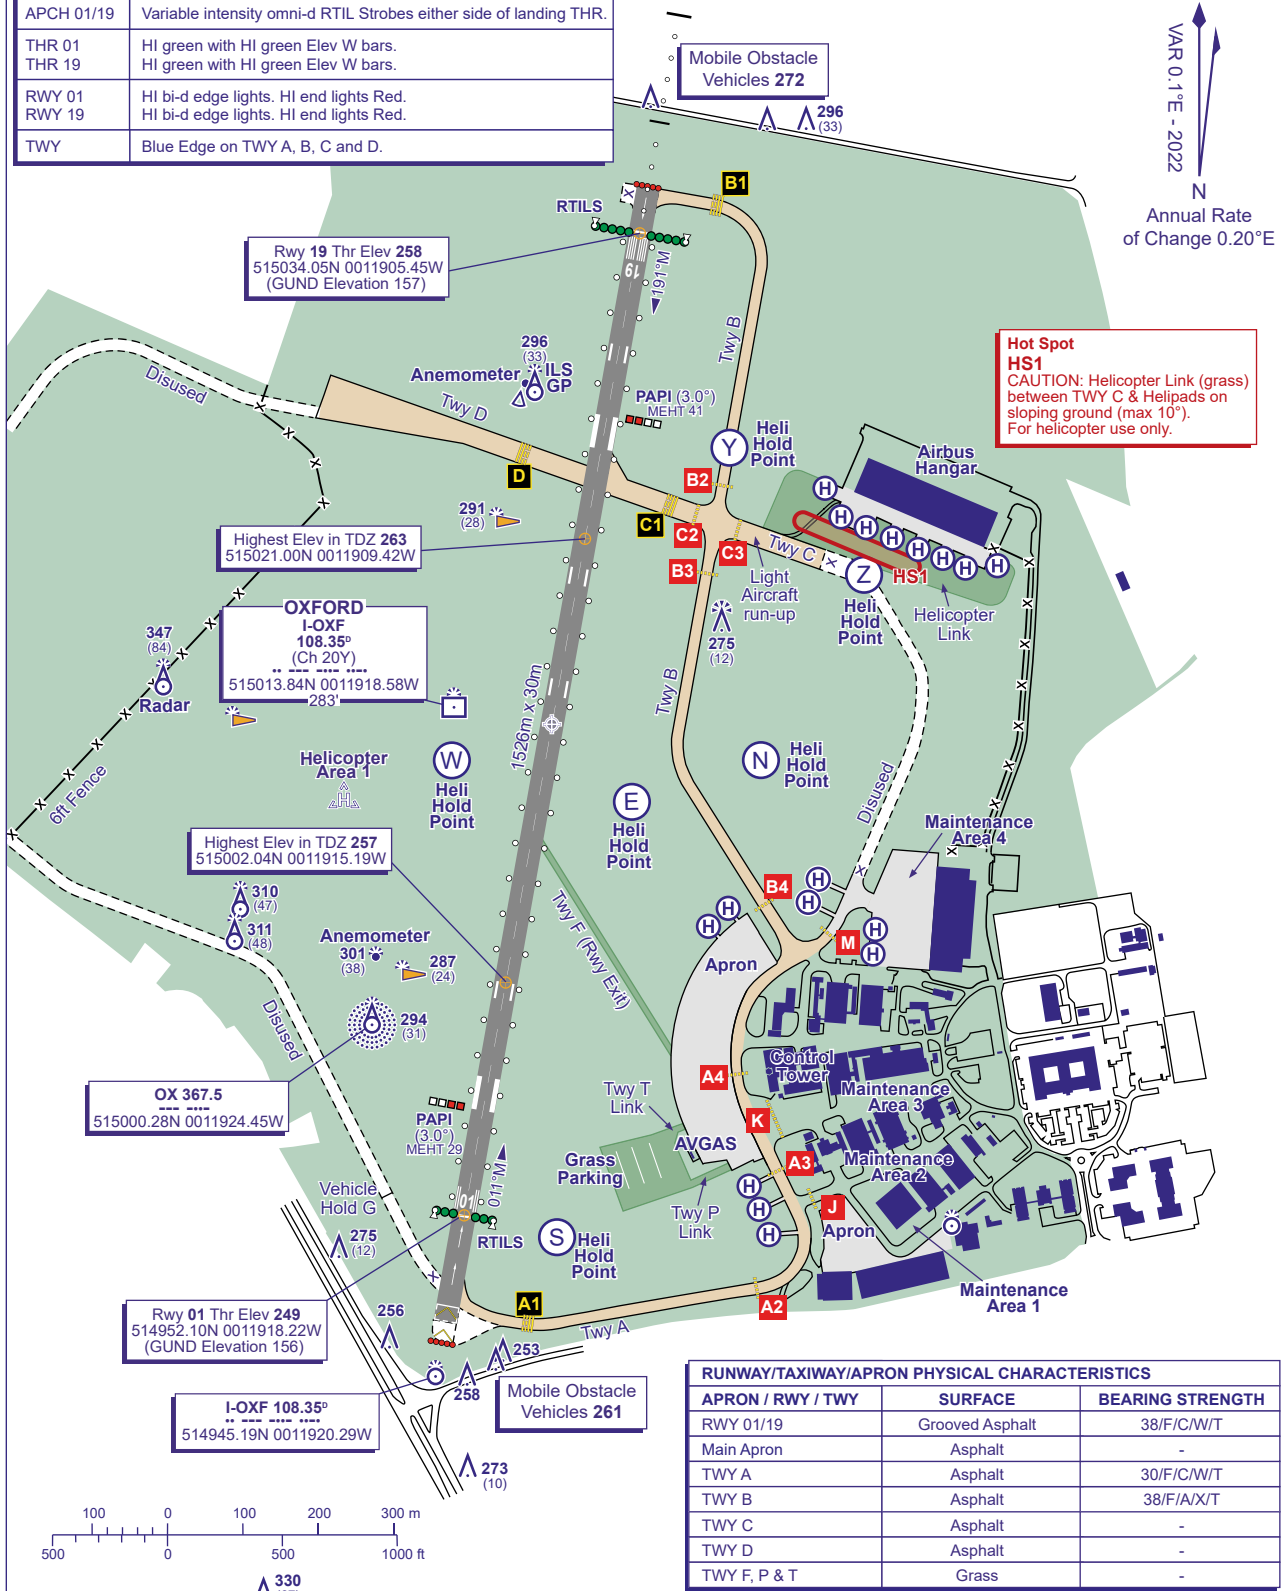 APCH 01/19 Variable intensity omni-d RTIL Strobes either side of landing THR.
THR 01 HI green with HI green Elev W bars.
THR 19 HI green with HI green Elev W bars.
RWY 01 HI bi-d edge lights. HI end lights Red.
RWY 19 HI bi-d edge lights. HI end lights Red.
TWY Blue Edge on TWY A, B, C and D.
Mobile Obstacle
Vehicles 272
296
(33)
VAR 0.1°E - 2022
N
Annual Rate
of Change 0.20°E
B1
RTILS
Rwy 19 Thr Elev 258
515034.05N 0011905.45W
(GUND Elevation 157)
19
191°M
Twy B
Hot Spot
HS1
CAUTION: Helicopter Link (grass)
between TWY C & Helipads on
sloping ground (max 10°).
For helicopter use only.
Disused
296
(33)
Anemometer
ILS
GP
Twy D
PAPI (3.0°)
MEHT 41
Y
Heli
Hold
Point
Airbus
Hangar
D
B2
H
H
H
H
H
H
H
H
291
(28)
C1
C2
C3
Twy C
Highest Elev in TDZ 263
515021.00N 0011909.42W
B3
Z
HS1
Light
Aircraft
run-up
Heli
Hold
Point
Helicopter
Link
OXFORD
I-OXF
108.35ᴰ
(Ch 20Y)
515013.84N 0011918.58W
283'
347
(84)
Radar
275
(12)
Twy B
1526m x 30m
Helicopter
Area 1
H
W
Heli
Hold
Point
N
Heli
Hold
Point
E
Heli
Hold
Point
6ft Fence
Disused
Highest Elev in TDZ 257
515002.04N 0011915.19W
Maintenance
Area 4
310
(47)
311
(48)
B4
H
H
H
H
H
H
M
Anemometer
301
(38)
287
(24)
Twy F (Rwy Exit)
Apron
Disused
294
(31)
OX 367.5
515000.28N 0011924.45W
A4
Control
Tower
Twy T
Link
Maintenance
Area 3
K
PAPI
(3.0°)
MEHT 29
AVGAS
A3
Maintenance
Area 2
Grass
Parking
Vehicle
Hold G
011°M
H
H
H
Twy P
Link
J
Apron
01
RTILS
275
(12)
S
Heli
Hold
Point
Maintenance
Area 1
Rwy 01 Thr Elev 249
514952.10N 0011918.22W
(GUND Elevation 156)
256
A1
A2
Twy A
253
258
Mobile Obstacle
Vehicles 261
I-OXF 108.35ᴰ
514945.19N 0011920.29W
273
(10)
100 0 100 200 300 m
500 0 500 1000 ft
330
RUNWAY/TAXIWAY/APRON PHYSICAL CHARACTERISTICS
APRON / RWY / TWY SURFACE BEARING STRENGTH
RWY 01/19 Grooved Asphalt 38/F/C/W/T
Main Apron Asphalt -
TWY A Asphalt 30/F/C/W/T
TWY B Asphalt 38/F/A/X/T
TWY C Asphalt -
TWY D Asphalt -
TWY F, P & T Grass -